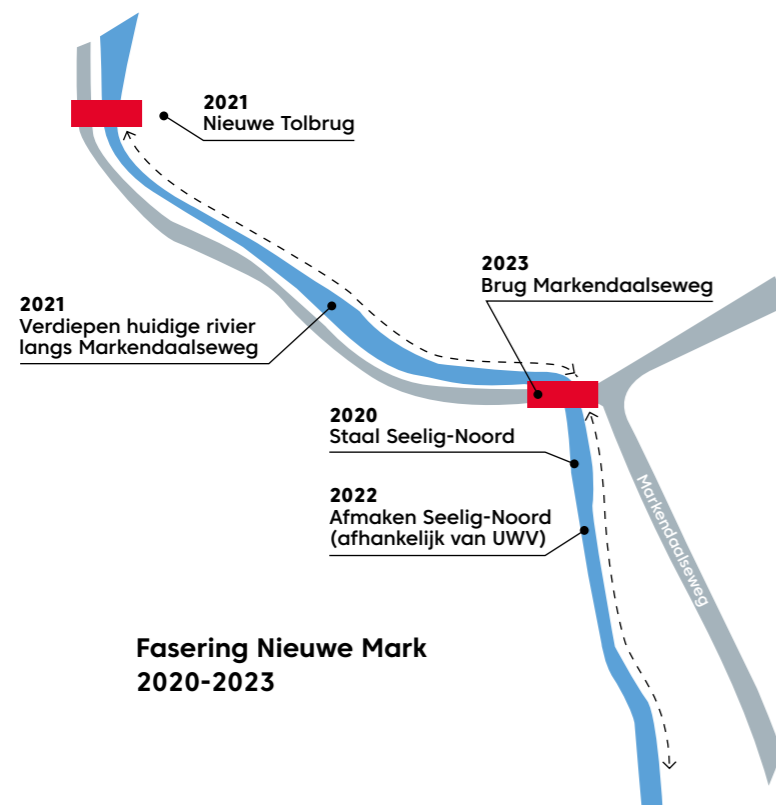 2021
Nieuwe Tolbrug
2023
Brug Markendaalseweg
2021
Verdiepen huidige rivier
langs Markendaalseweg
2020
Staal Seelig-Noord
2022
Afmaken Seelig-Noord
(afhankelijk van UWV)
Markendaalseweg
Fasering Nieuwe Mark
2020-2023